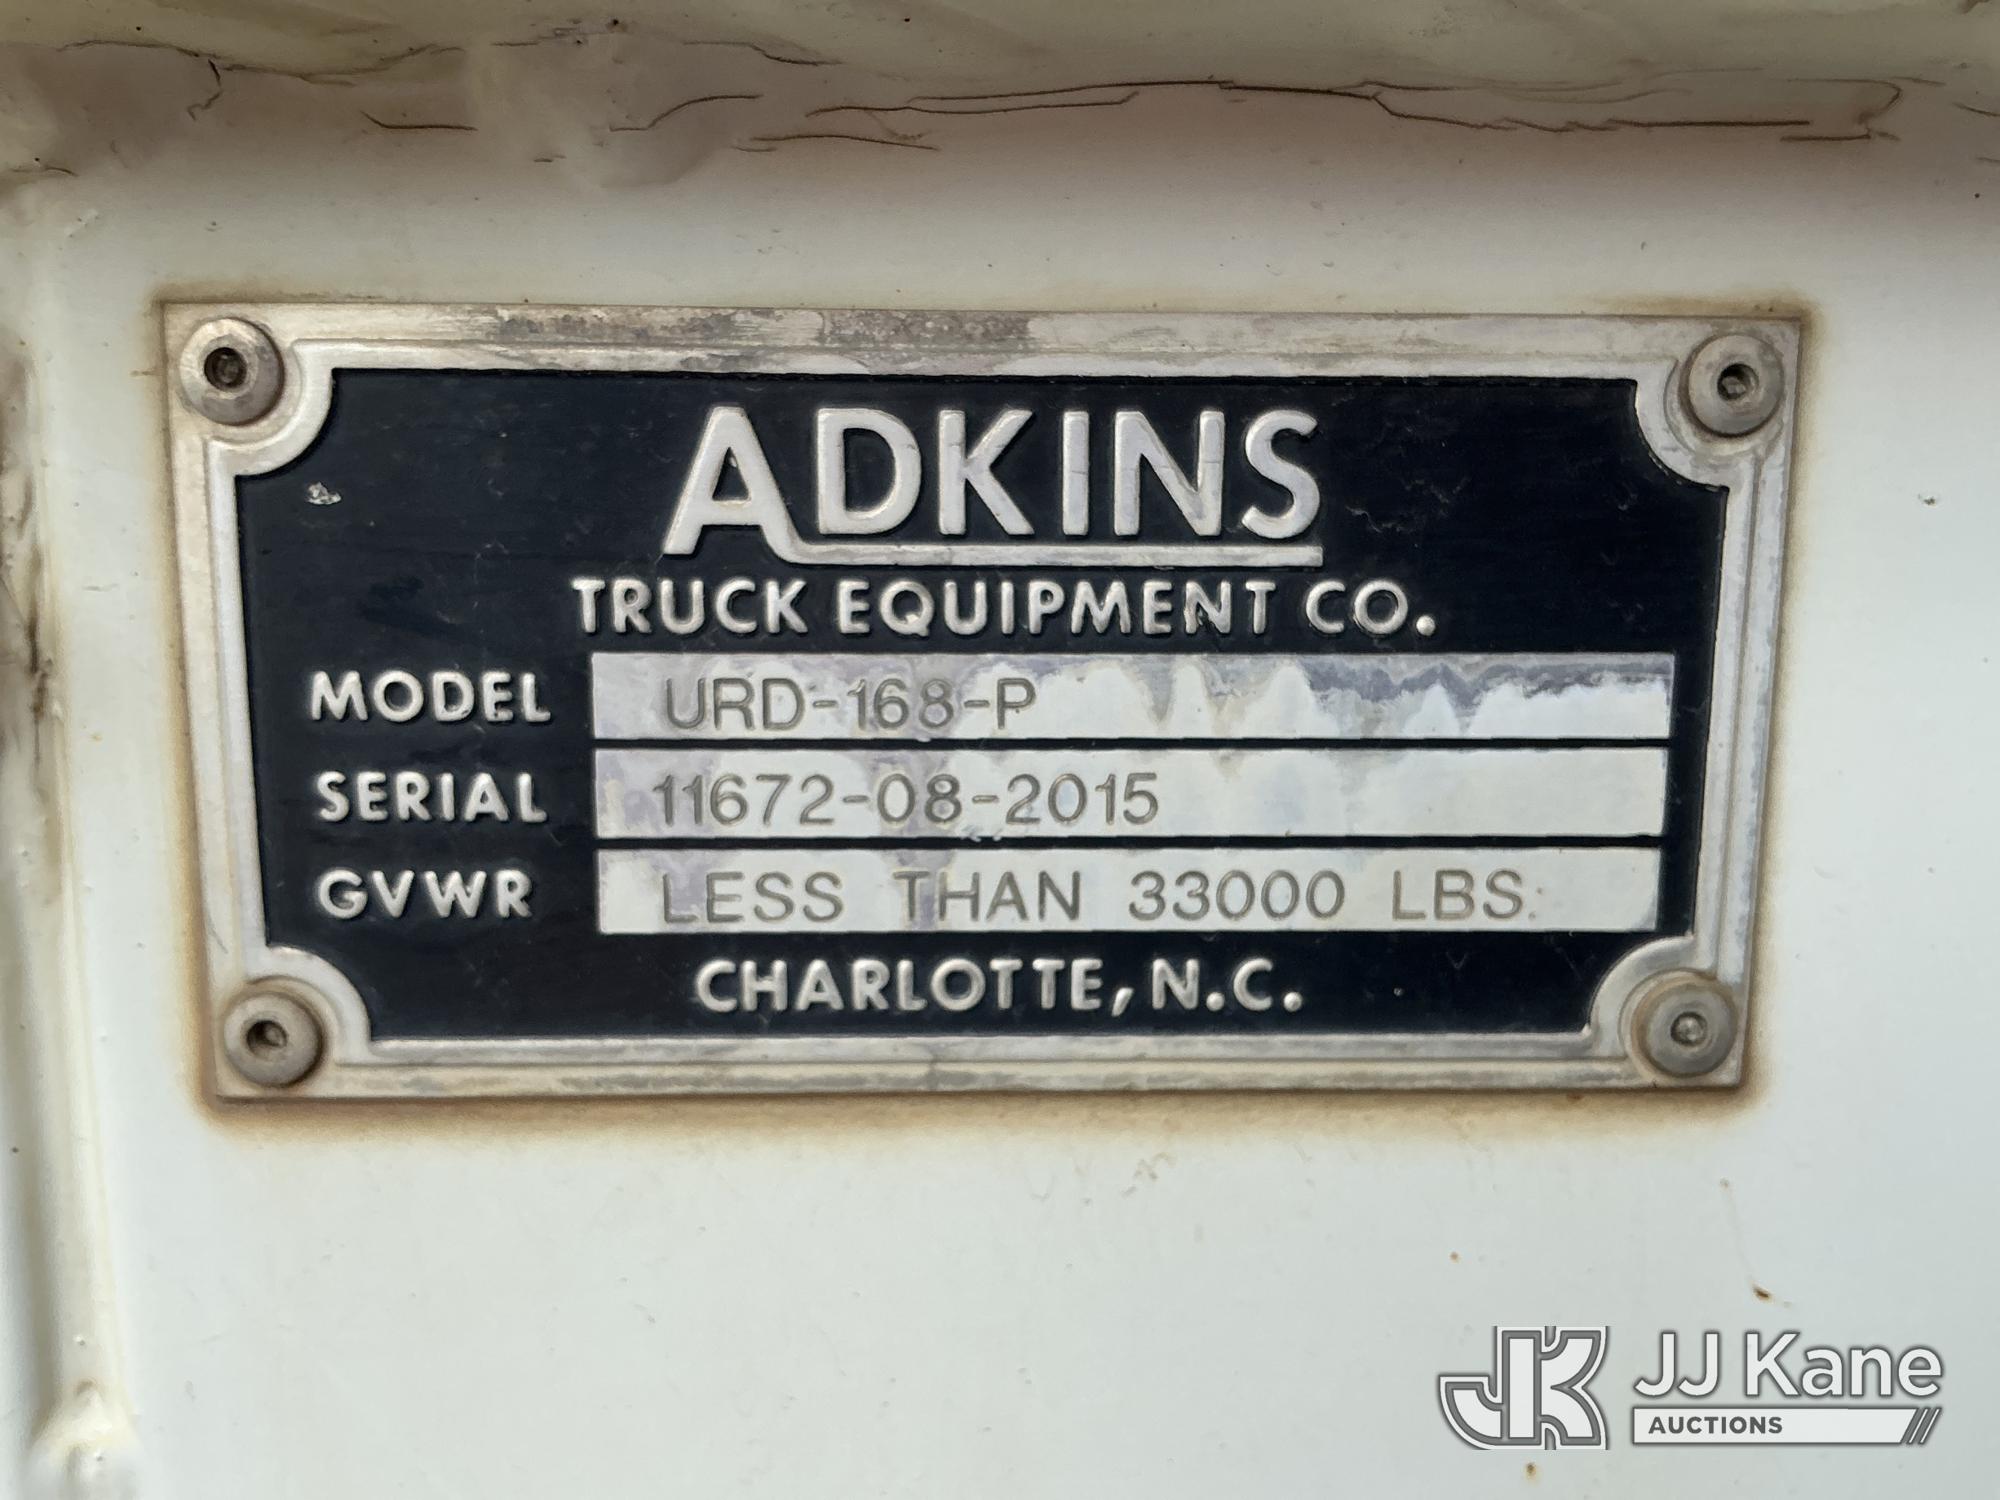 ADKINS
TRUCK EQUIPMENT CO.
MODEL URD-168-P
SERIAL 11672-08-2015
GVWR LESS THAN 33000 LBS.
CHARLOTTE, N.C.
JK JJ Kane
AUCTIONS